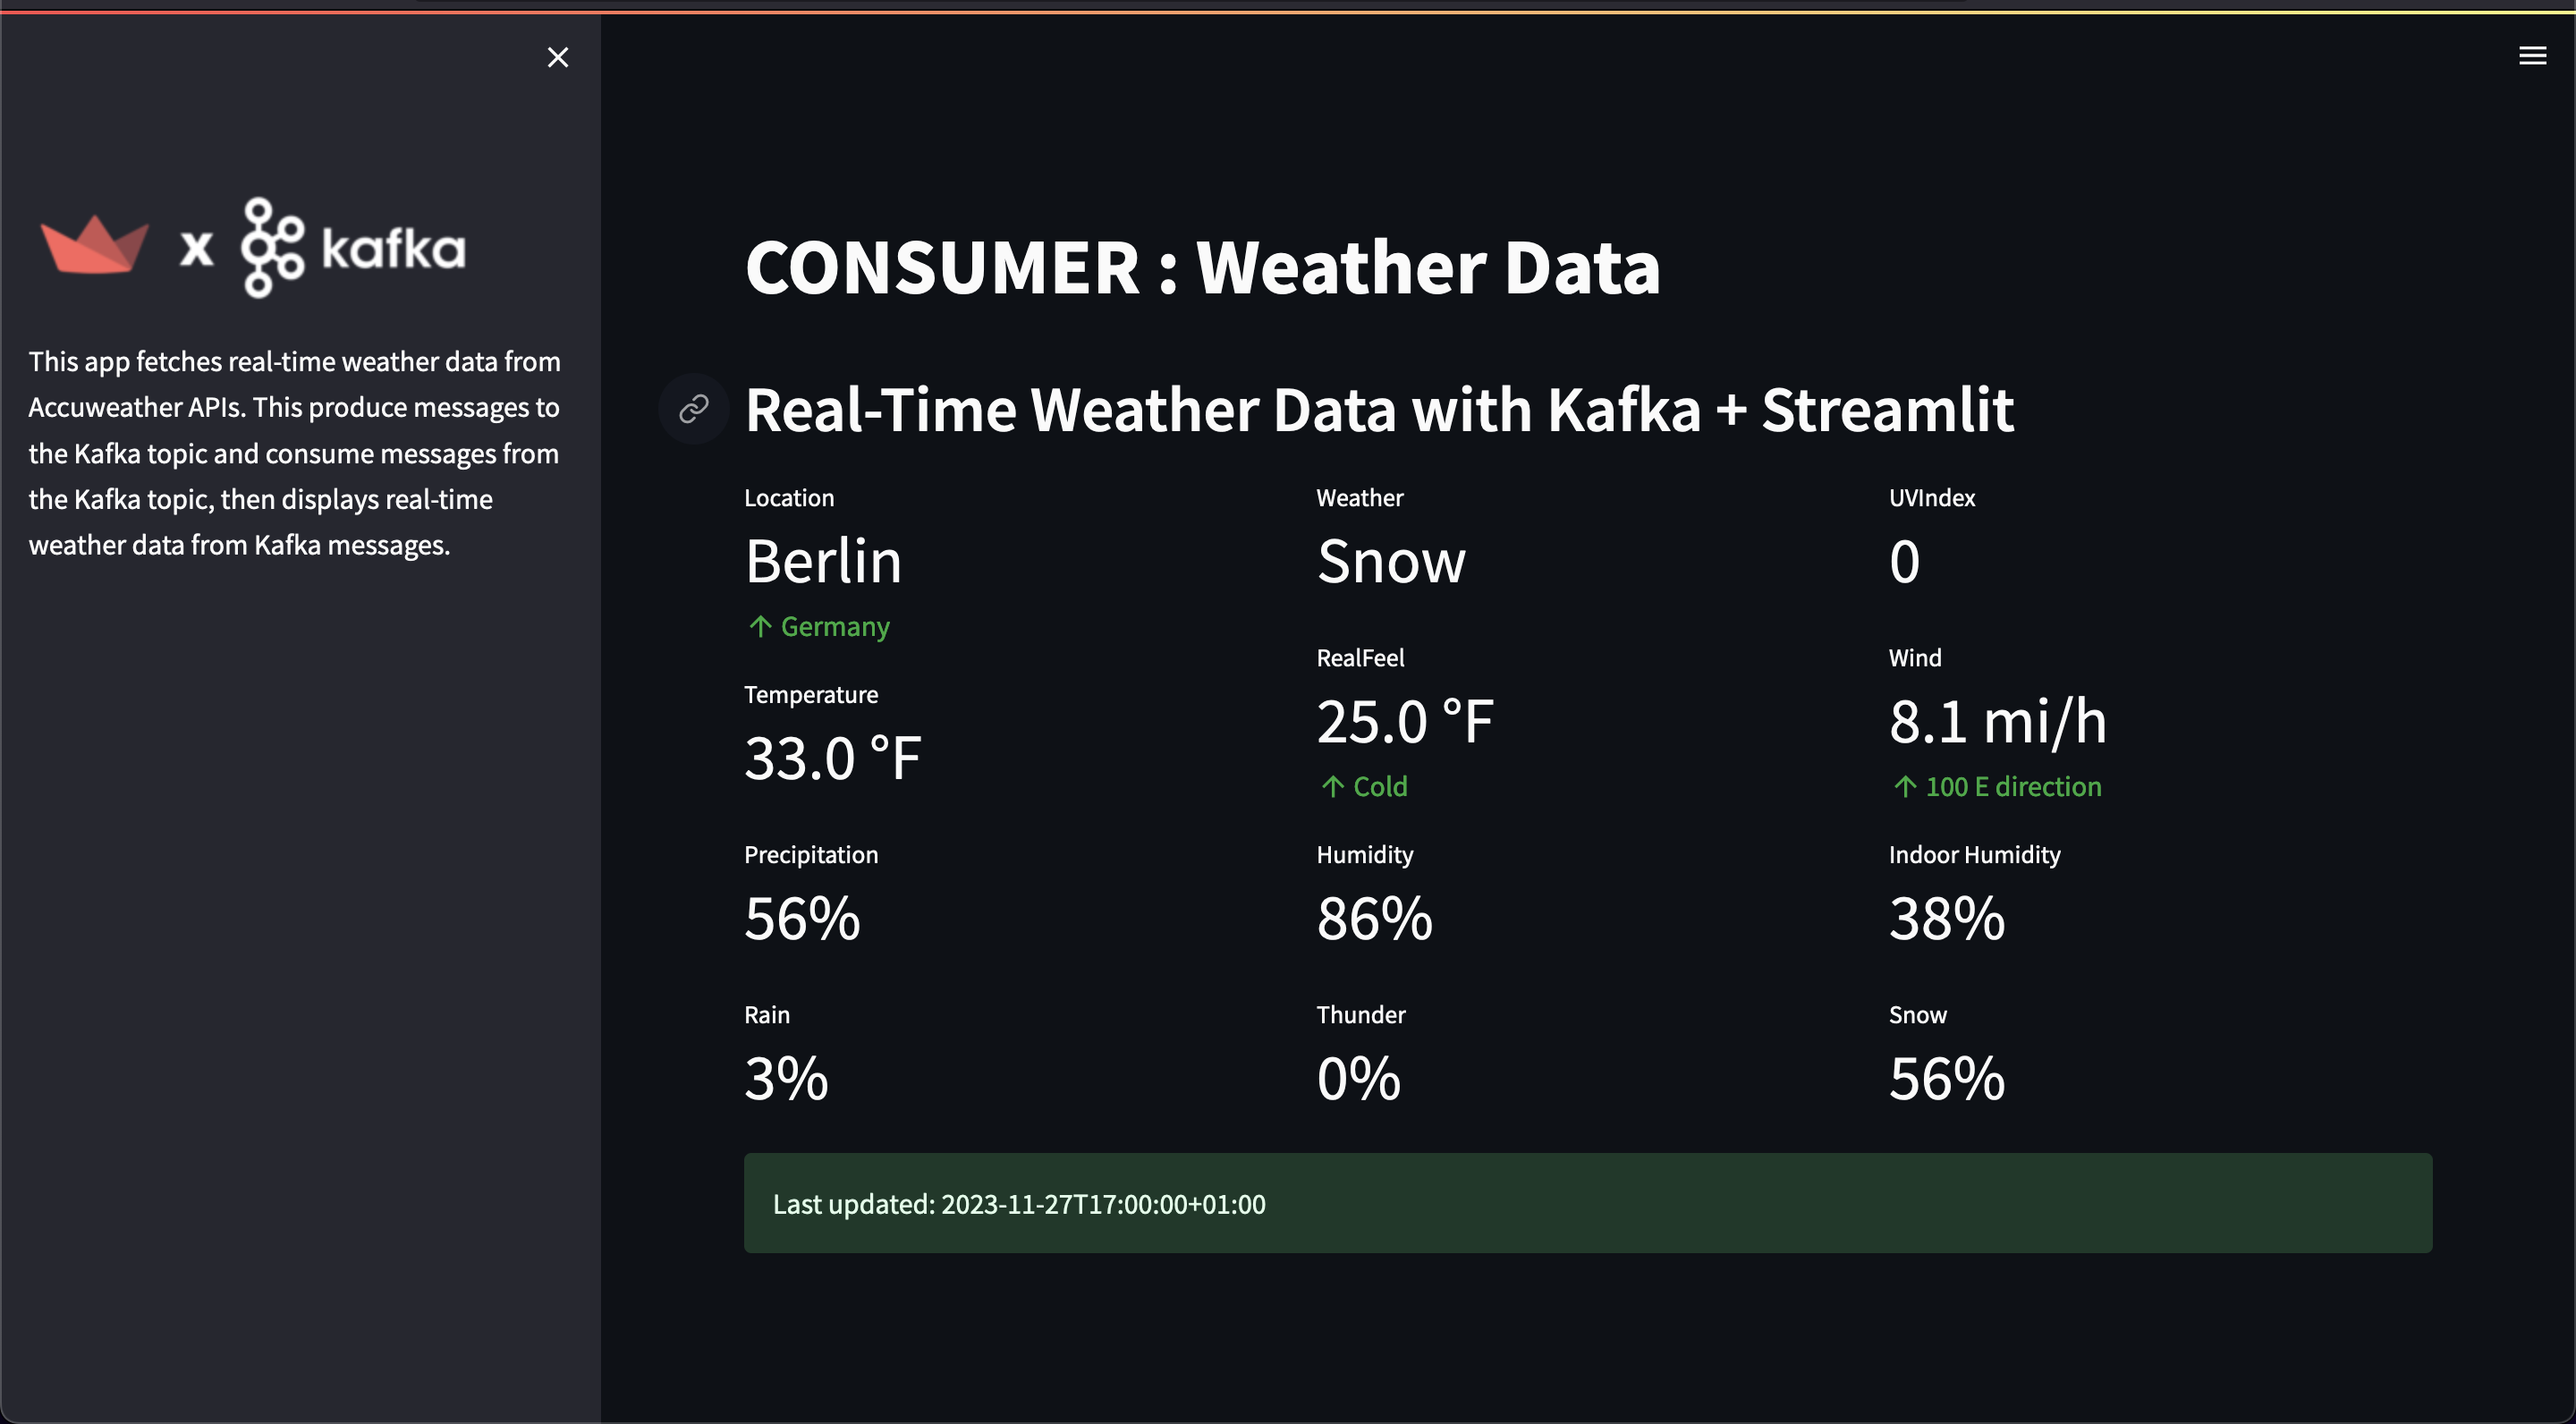 x kafka
This app fetches real-time weather data from
Accuweather APIs. This produce messages to
the Kafka topic and consume messages from
the Kafka topic, then displays real-time
weather data from Kafka messages.
CONSUMER : Weather Data
Real-Time Weather Data with Kafka + Streamlit
Location
Berlin
↑ Germany
Temperature
33.0 °F
Precipitation
56%
Rain
3%
Weather
Snow
RealFeel
25.0 °F
↑ Cold
Humidity
86%
Thunder
0%
UVIndex
0
Wind
8.1 mi/h
↑ 100 E direction
Indoor Humidity
38%
Snow
56%
Last updated: 2023-11-27T17:00:00+01:00